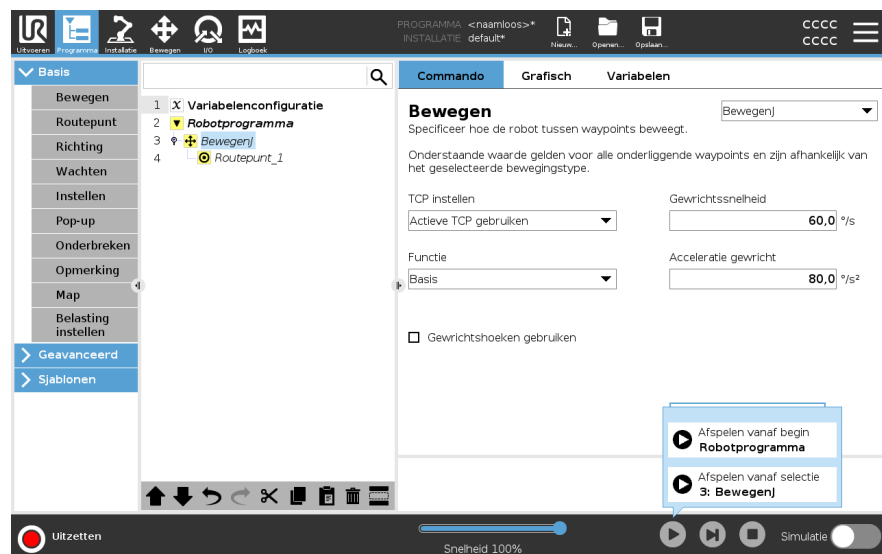 UR
Uitvoeren
Programma
Installatie
Bewegen
I/O
Logboek
PROGRAMMA <naamloos>*
INSTALLATIE default*
Nieuw...
Openen...
Opslaan...
CCCC
CCCC
Basis
Bewegen
Routepunt
Richting
Wachten
Instellen
Pop-up
Onderbreken
Opmerking
Map
Belasting
instellen
Geavanceerd
Sjablonen
1 X Variabelenconfiguratie
2 Robotprogramma
3 BewegenJ
4 Routepunt_1
Commando Grafisch Variabelen
Bewegen
BewegenJ
Specificeer hoe de robot tussen waypoints beweegt.
Onderstaande waarde gelden voor alle onderliggende waypoints en zijn afhankelijk van
het geselecteerde bewegingstype.
TCP instellen
Actieve TCP gebruiken
Gewrichtssnelheid
60,0 °/s
Functie
Basis
Acceleratie gewricht
80,0 °/s²
Gewrichtshoeken gebruiken
Afspelen vanaf begin
Robotprogramma
Afspelen vanaf selectie
3: BewegenJ
Uitzetten
Snelheid 100%
Simulatie